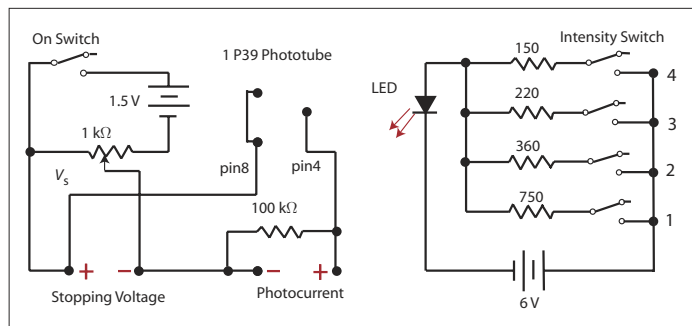 On Switch
1 P39 Phototube
1.5 V
1 kΩ
Vs
pin8
pin4
100 kΩ
+
−
−
+
Stopping Voltage
Photocurrent
Intensity Switch
LED
150
4
220
3
360
2
750
1
6 V